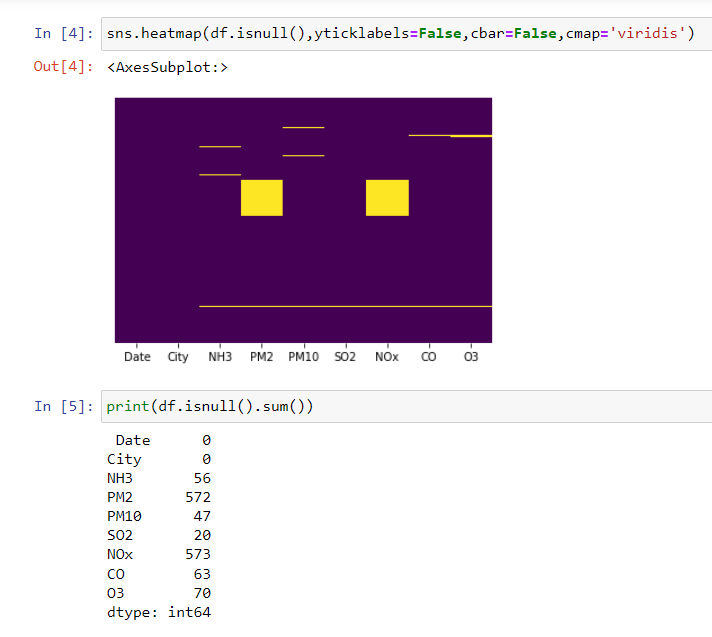 In [4]: sns.heatmap(df.isnull(),yticklabels=False,cbar=False,cmap='viridis')
Out[4]: <AxesSubplot:>
Date City NH3 PM2 PM10 SO2 NOx CO O3
In [5]: print(df.isnull().sum())
Date 0
City 0
NH3 56
PM2 572
PM10 47
SO2 20
NOx 573
CO 63
O3 70
dtype: int64